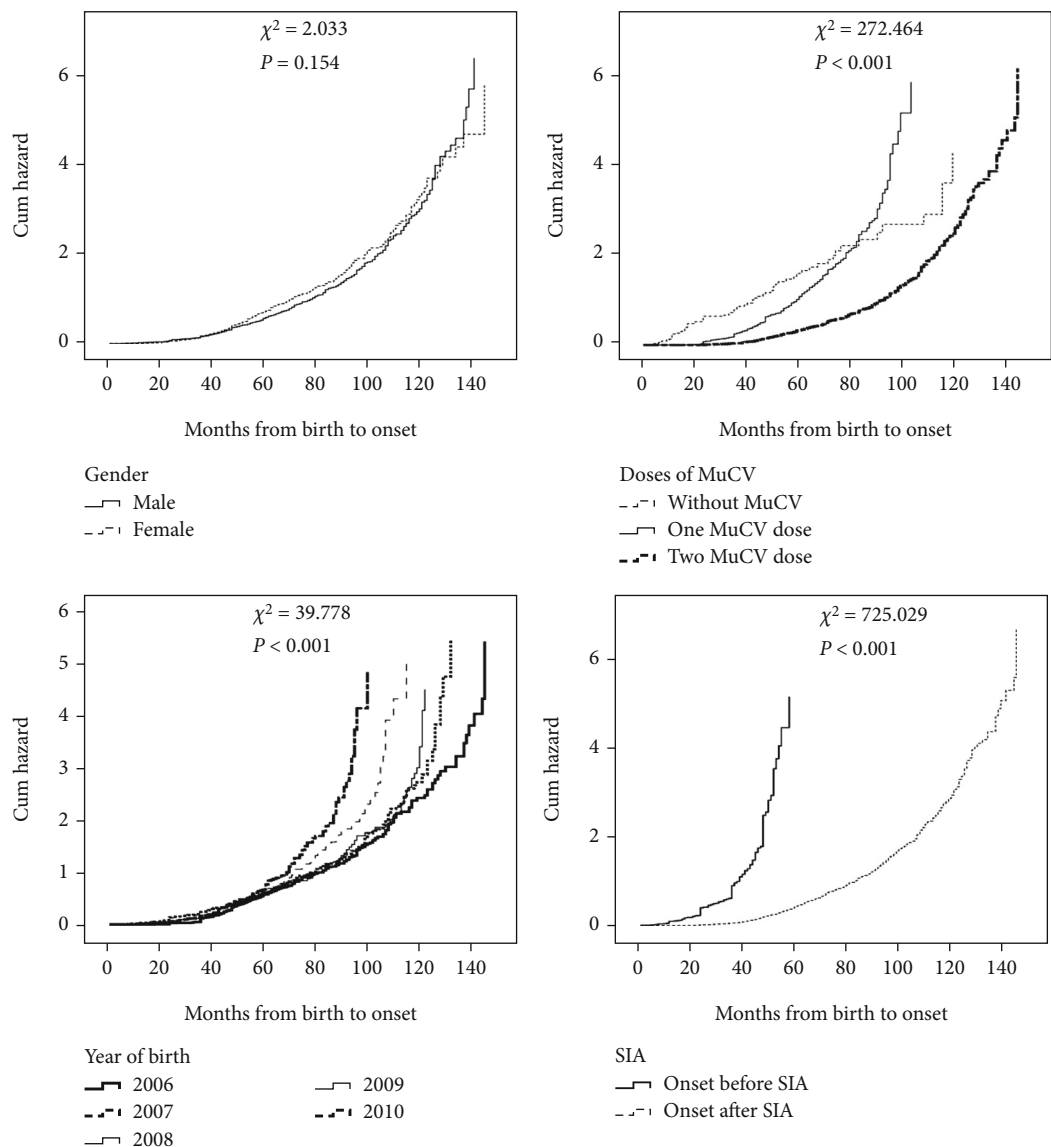 χ² = 2.033
P = 0.154
Cum hazard
6
4
2
0
0 20 40 60 80 100 120 140
Months from birth to onset
Gender
Male
Female
χ² = 272.464
P < 0.001
Cum hazard
6
4
2
0
0 20 40 60 80 100 120 140
Months from birth to onset
Doses of MuCV
Without MuCV
One MuCV dose
Two MuCV dose
χ² = 39.778
P < 0.001
Cum hazard
6
5
4
3
2
1
0
0 20 40 60 80 100 120 140
Months from birth to onset
Year of birth
2006
2007
2008
2009
2010
χ² = 725.029
P < 0.001
Cum hazard
6
4
2
0
0 20 40 60 80 100 120 140
Months from birth to onset
SIA
Onset before SIA
Onset after SIA